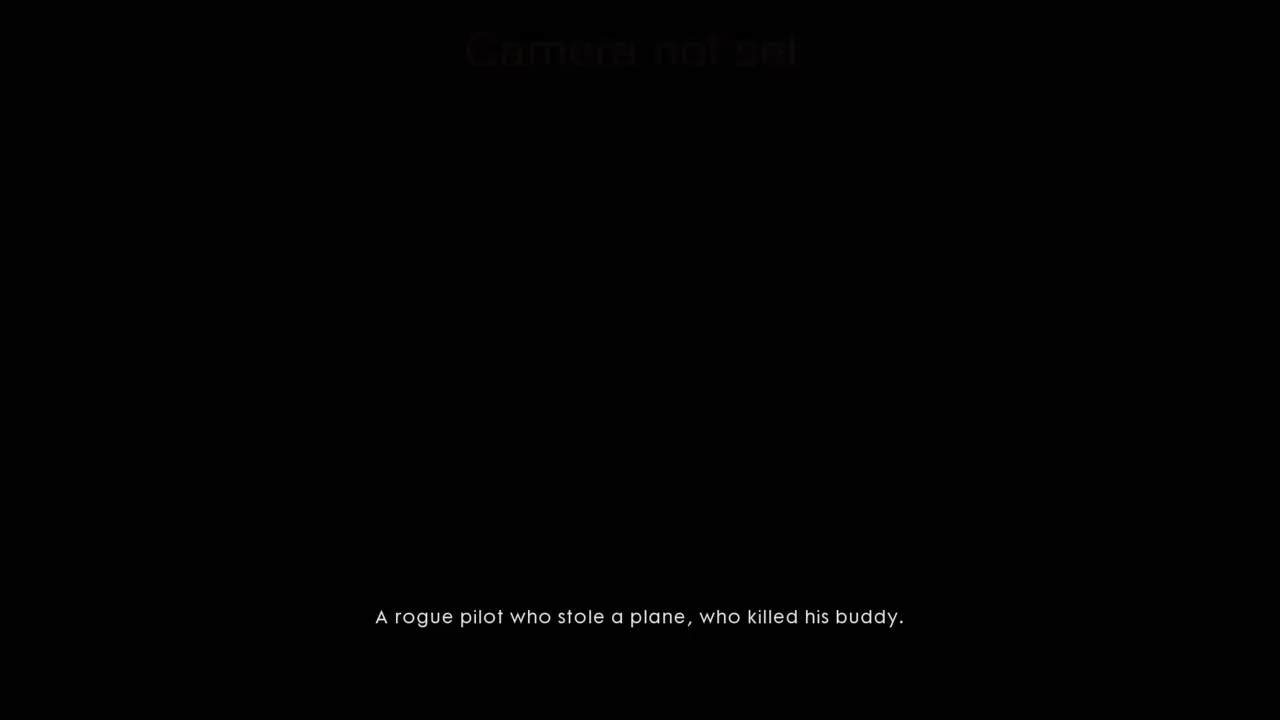 Camera not set
A rogue pilot who stole a plane, who killed his buddy.